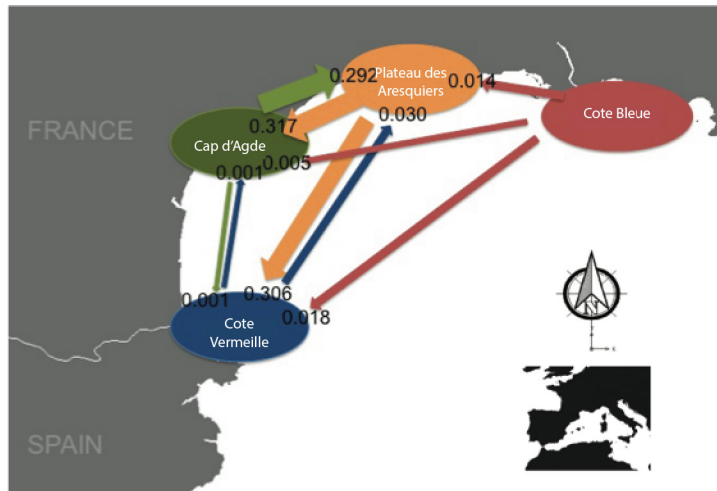 0.292
Plateau des
Aresquiers
0.014
0.030
Cote Bleue
FRANCE
0.317
Cap d'Agde
0.005
0.001
0.001
0.306
0.018
Cote
Vermeille
N
SPAIN